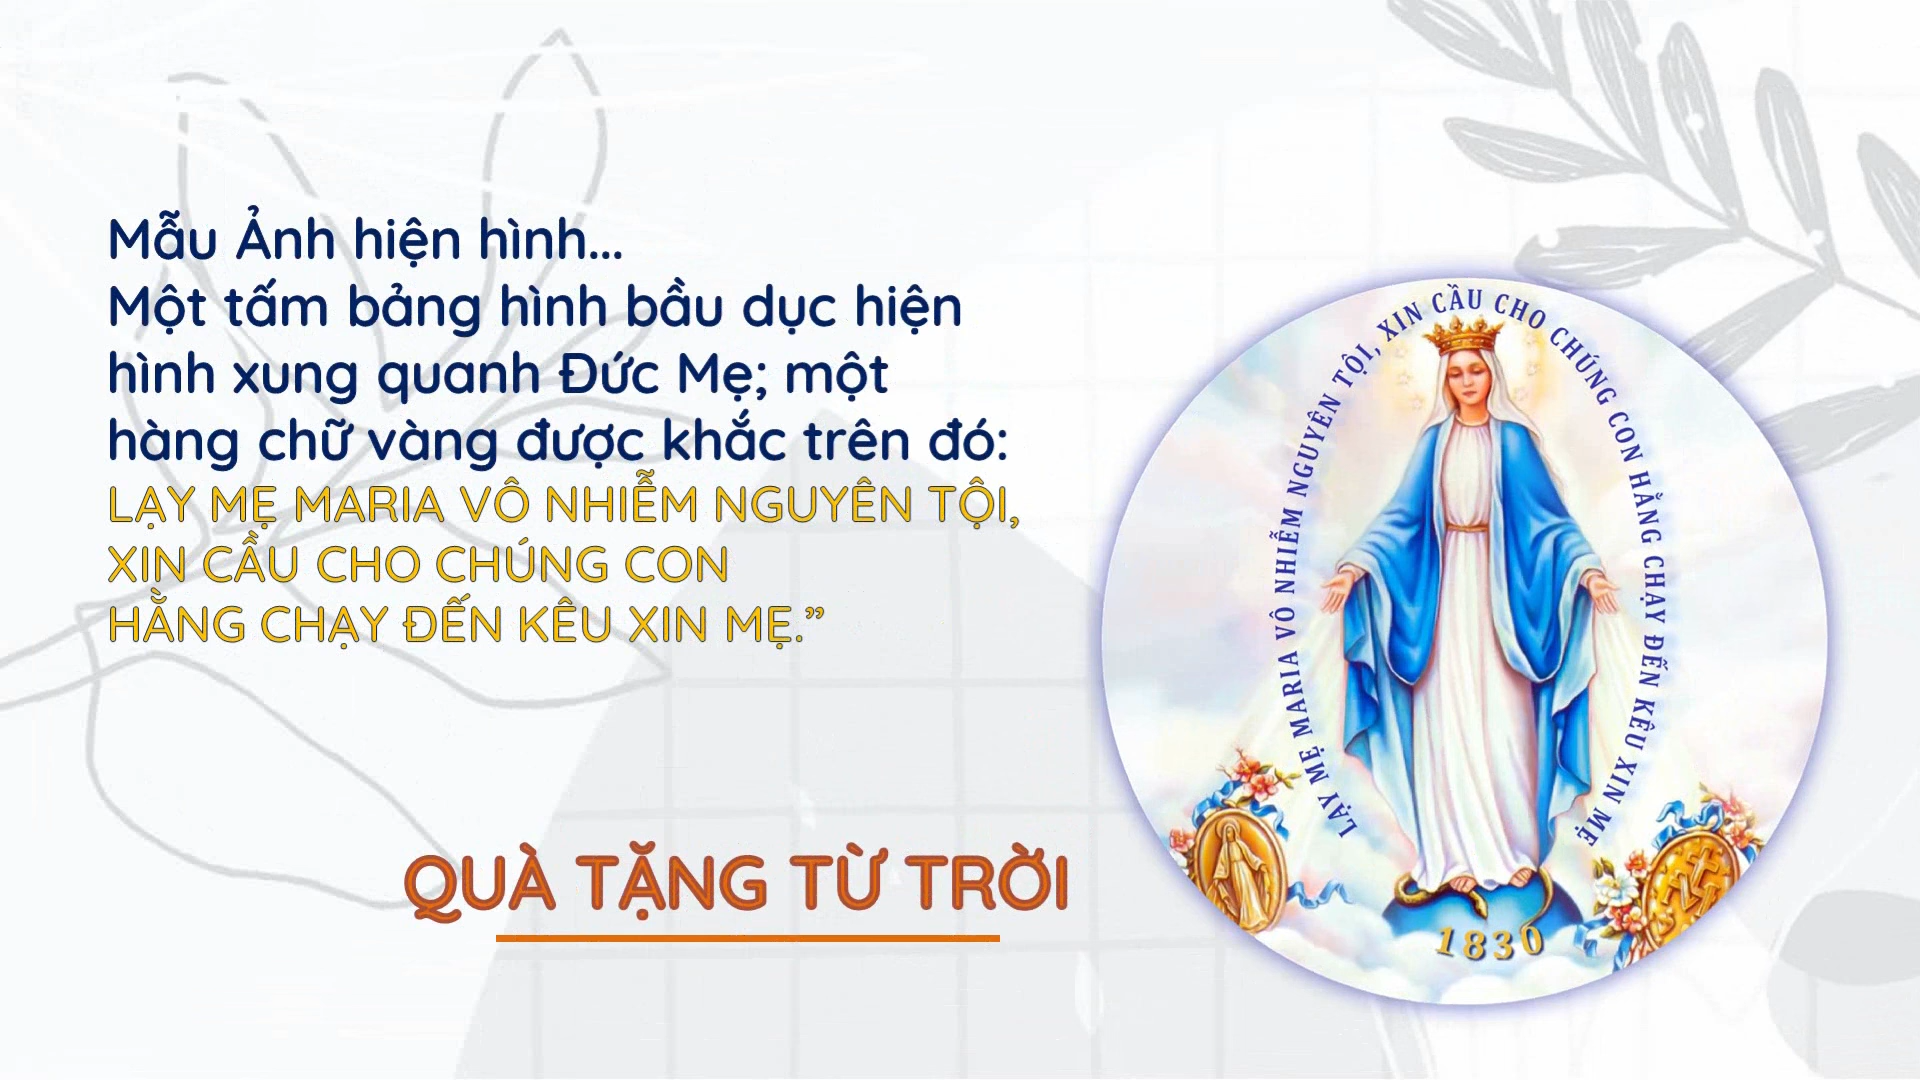 Mẫu Ảnh hiện hình...
Một tấm bảng hình bầu dục hiện
hình xung quanh Đức Mẹ; một
hàng chữ vàng được khắc trên đó:
LẠY MẸ MARIA VÔ NHIỄM NGUYÊN TỘI,
XIN CẦU CHO CHÚNG CON
HẰNG CHẠY ĐẾN KÊU XIN MẸ.”
QUÀ TẶNG TỪ TRỜI
LẠY MẸ MARIA VÔ NHIỄM NGUYÊN TỘI, XIN CẦU CHO CHÚNG CON HẰNG CHẠY ĐẾN KÊU XIN MẸ
1830